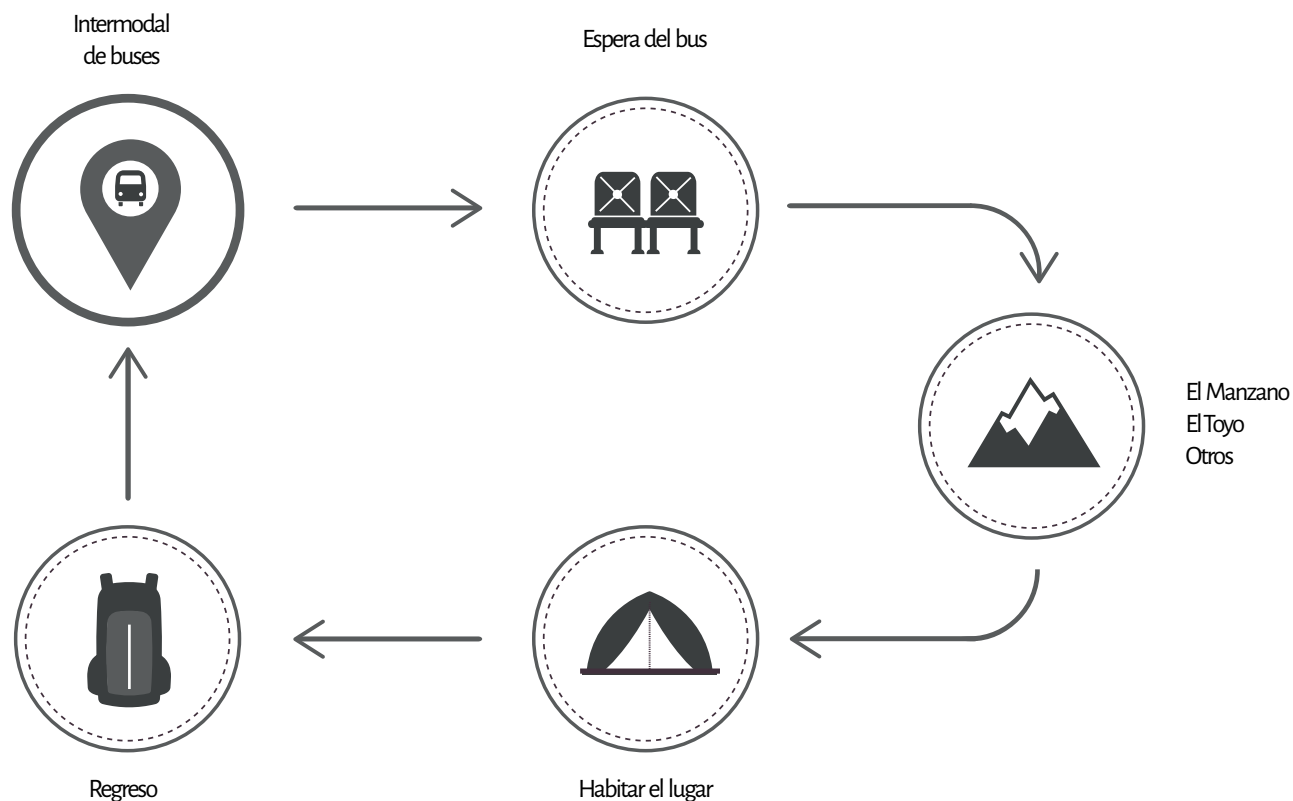 Intermodal
de buses
Espera del bus
El Manzano
El Toyo
Otros
Habitar el lugar
Regreso